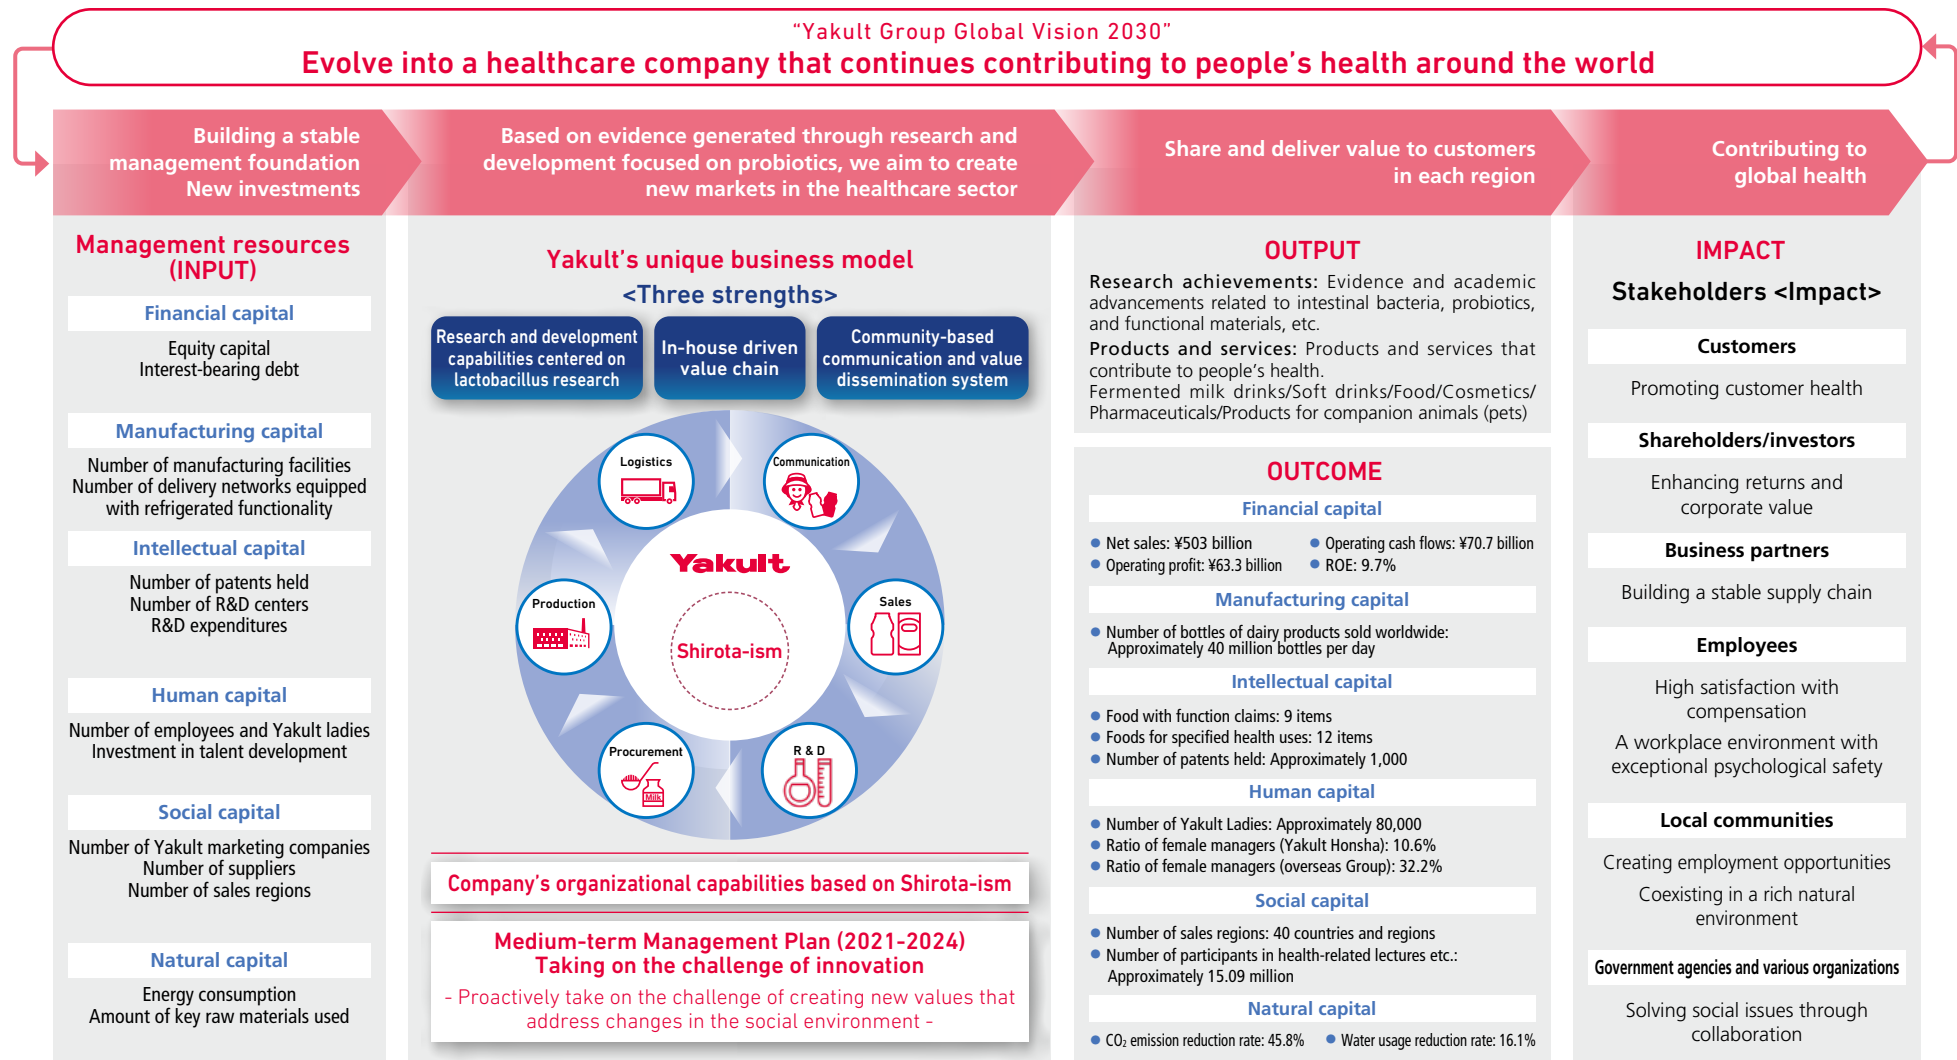 “Yakult Group Global Vision 2030”
Evolve into a healthcare company that continues contributing to people's health around the world
Building a stable
management foundation
New investments
Based on evidence generated through research and
development focused on probiotics, we aim to create
new markets in the healthcare sector
Share and deliver value to customers
in each region
Contributing to
global health
Management resources
(INPUT)
Financial capital
Equity capital
Interest-bearing debt
Manufacturing capital
Number of manufacturing facilities
Number of delivery networks equipped
with refrigerated functionality
Intellectual capital
Number of patents held
Number of R&D centers
R&D expenditures
Human capital
Number of employees and Yakult ladies
Investment in talent development
Social capital
Number of Yakult marketing companies
Number of suppliers
Number of sales regions
Natural capital
Energy consumption
Amount of key raw materials used
Yakult's unique business model
<Three strengths>
Research and development
capabilities centered on
lactobacillus research
In-house driven
value chain
Community-based
communication and value
dissemination system
Logistics
Communication
Production
Yakult
Shirota-ism
Sales
Procurement
Milk
R & D
Company's organizational capabilities based on Shirota-ism
Medium-term Management Plan (2021-2024)
Taking on the challenge of innovation
- Proactively take on the challenge of creating new values that
address changes in the social environment -
OUTPUT
Research achievements: Evidence and academic
advancements related to intestinal bacteria, probiotics,
and functional materials, etc.
Products and services: Products and services that
contribute to people's health.
Fermented milk drinks/Soft drinks/Food/Cosmetics/
Pharmaceuticals/Products for companion animals (pets)
OUTCOME
Financial capital
● Net sales: ¥503 billion ● Operating cash flows: ¥70.7 billion
● Operating profit: ¥63.3 billion ● ROE: 9.7%
Manufacturing capital
● Number of bottles of dairy products sold worldwide:
Approximately 40 million bottles per day
Intellectual capital
● Food with function claims: 9 items
● Foods for specified health uses: 12 items
● Number of patents held: Approximately 1,000
Human capital
● Number of Yakult Ladies: Approximately 80,000
● Ratio of female managers (Yakult Honsha): 10.6%
● Ratio of female managers (overseas Group): 32.2%
Social capital
● Number of sales regions: 40 countries and regions
● Number of participants in health-related lectures etc.:
Approximately 15.09 million
Natural capital
● CO₂ emission reduction rate: 45.8% ● Water usage reduction rate: 16.1%
IMPACT
Stakeholders <Impact>
Customers
Promoting customer health
Shareholders/investors
Enhancing returns and
corporate value
Business partners
Building a stable supply chain
Employees
High satisfaction with
compensation
A workplace environment with
exceptional psychological safety
Local communities
Creating employment opportunities
Coexisting in a rich natural
environment
Government agencies and various organizations
Solving social issues through
collaboration